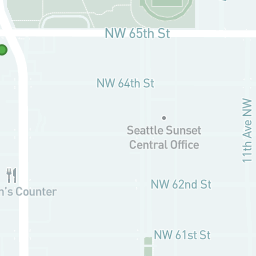 NW 65th St
NW 64th St
Seattle Sunset
Central Office
11th Ave NW
n's Counter
NW 62nd St
NW 61st St